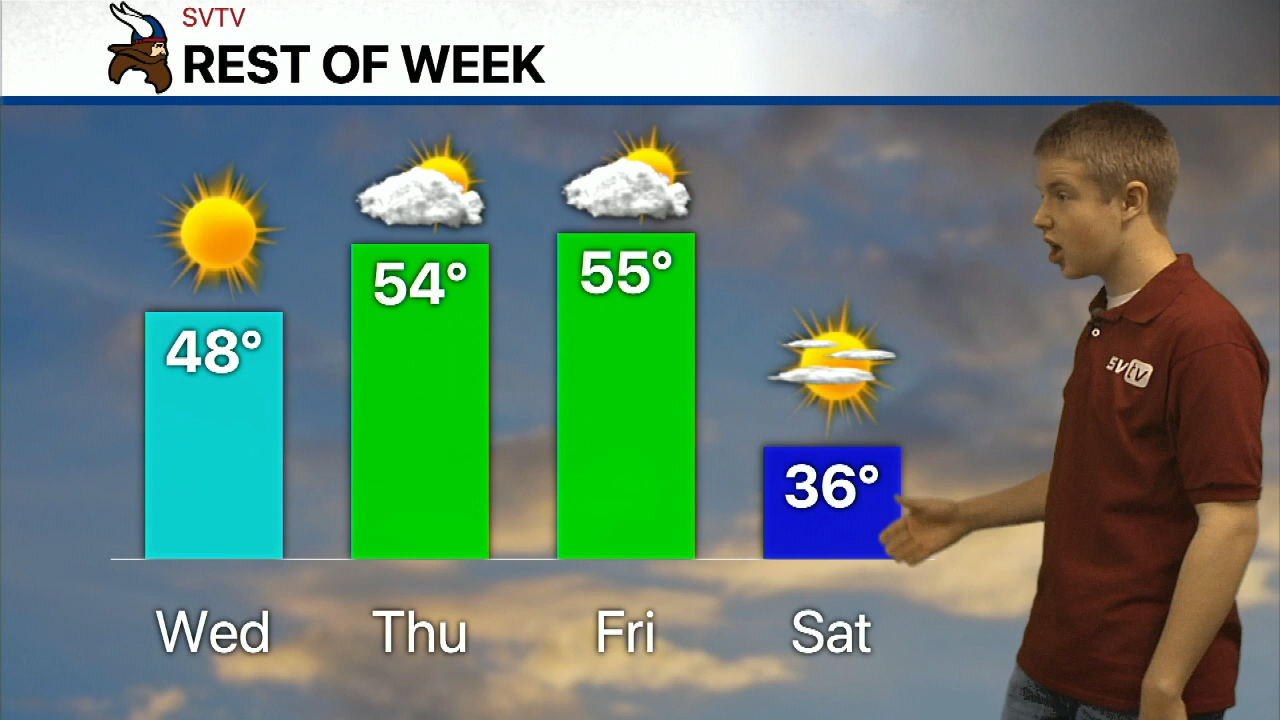 SVTV
REST OF WEEK
48°
54°
55°
36°
Wed
Thu
Fri
Sat
SVtv